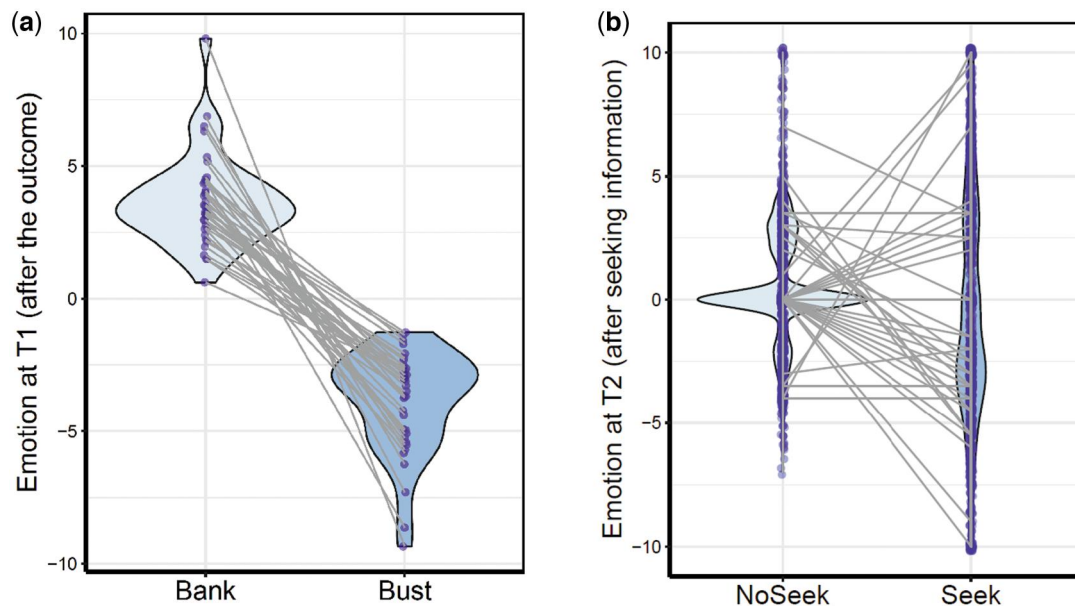 (a)
Emotion at T1 (after the outcome)
10
5
0
−5
−10
Bank
Bust
(b)
Emotion at T2 (after seeking information)
10
5
0
−5
−10
NoSeek
Seek